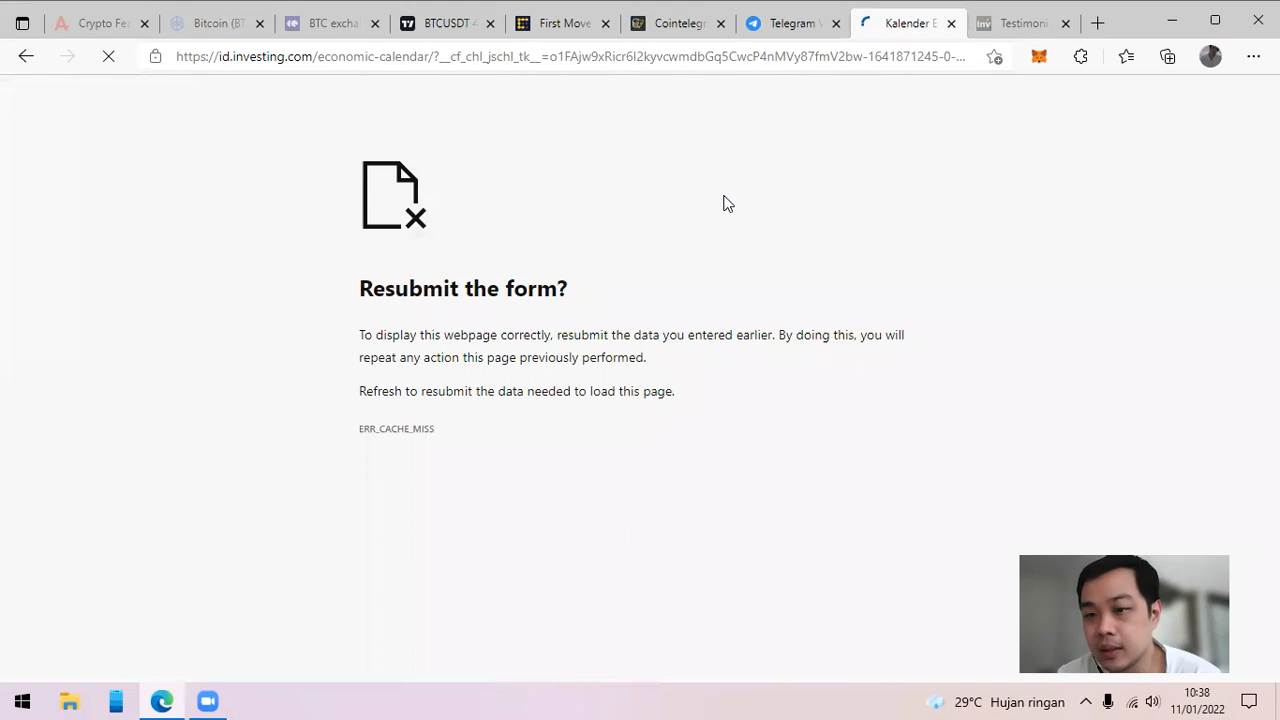 Crypto Fea
Bitcoin (BT
BTC excha
BTCUSDT 4
First Move
Cointelegr
Telegram
Kalender E
Testimoni
https://id.investing.com/economic-calendar/?__cf_chl_jschl_tk__=o1FAjw9xRicr6I2kyvcwmdbGq5CwcP4nMVy87fmV2bw-1641871245-0-...
Resubmit the form?
To display this webpage correctly, resubmit the data you entered earlier. By doing this, you will
repeat any action this page previously performed.
Refresh to resubmit the data needed to load this page.
ERR_CACHE_MISS
29°C Hujan ringan
10:38
11/01/2022